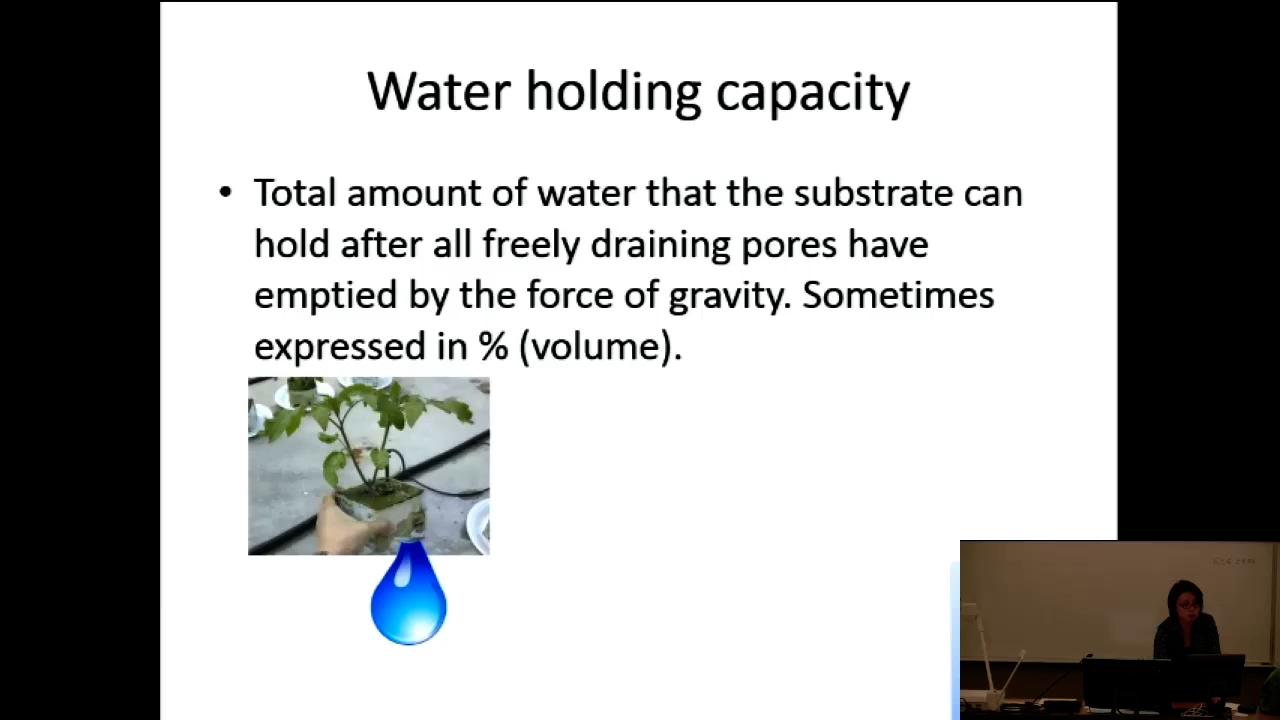 Water holding capacity
• Total amount of water that the substrate can
hold after all freely draining pores have
emptied by the force of gravity. Sometimes
expressed in % (volume).